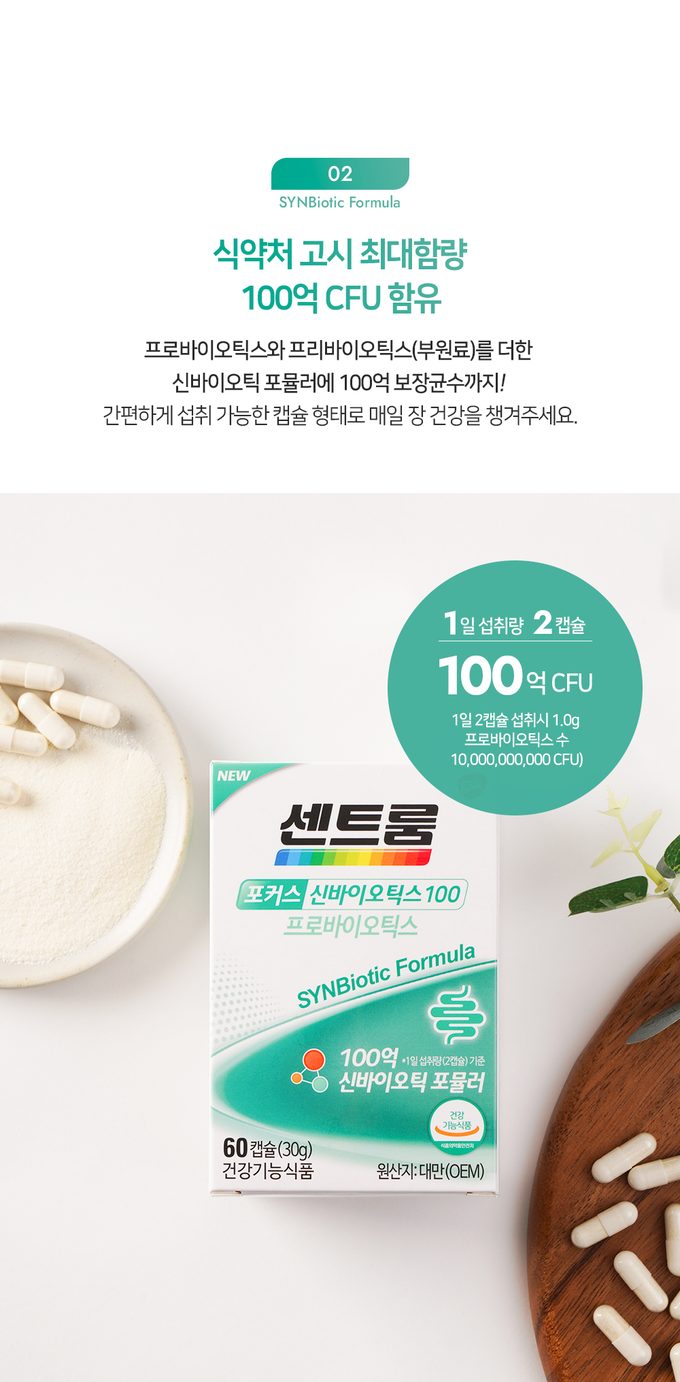 02
SYNBiotic Formula
식약처 고시 최대함량
100억 CFU 함유
프로바이오틱스와 프리바이오틱스(부원료)를 더한
신바이오틱 포뮬러에 100억 보장균수까지!
간편하게 섭취 가능한 캡슐 형태로 매일 장 건강을 챙겨주세요.
1일 섭취량 2캡슐
100억 CFU
1일 2캡슐 섭취시 1.0g
프로바이오틱스 수
10,000,000,000 CFU)
NEW
센트룸
포커스 신바이오틱스 100
프로바이오틱스
SYNBiotic Formula
100억 *1일 섭취량(2캡슐) 기준
신바이오틱 포뮬러
건강
기능식품
식품의약품안전처
60캡슐(30g)
건강기능식품
원산지: 대만(OEM)